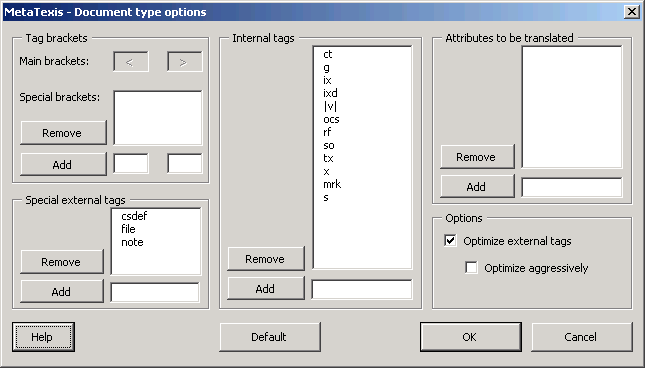 MetaTexis - Document type options
Tag brackets
Main brackets:
<
>
Special brackets:
Remove
Add
Special external tags
csdef
file
note
Remove
Add
Internal tags
ct
g
ix
ixd
|v|
ocs
rf
so
tx
x
mrk
s
Remove
Add
Attributes to be translated
Remove
Add
Options
Optimize external tags
Optimize aggressively
Help
Default
OK
Cancel